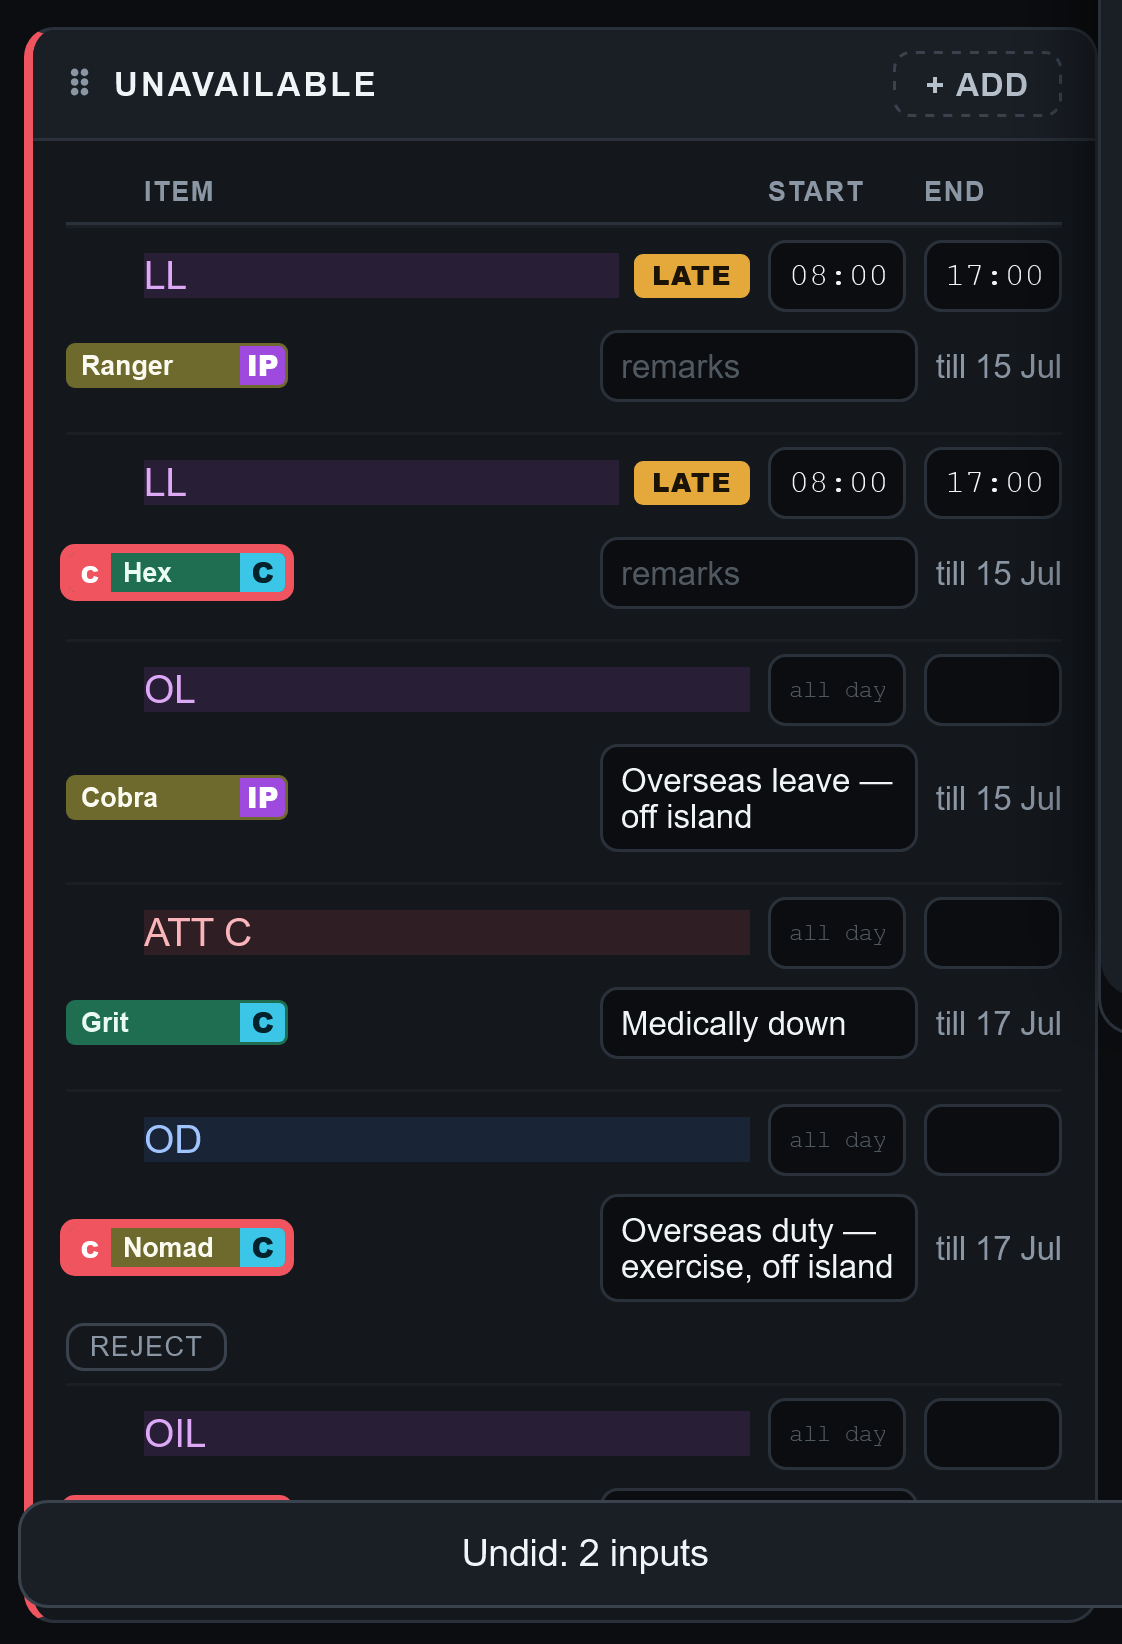 UNAVAILABLE
+ ADD
ITEM START END
LL LATE 08:00 17:00
Ranger IP remarks till 15 Jul
LL LATE 08:00 17:00
c Hex C remarks till 15 Jul
OL all day
Cobra IP Overseas leave —
off island till 15 Jul
ATT C all day
Grit C Medically down till 17 Jul
OD all day
c Nomad C Overseas duty —
exercise, off island till 17 Jul
REJECT
OIL all day
Undid: 2 inputs